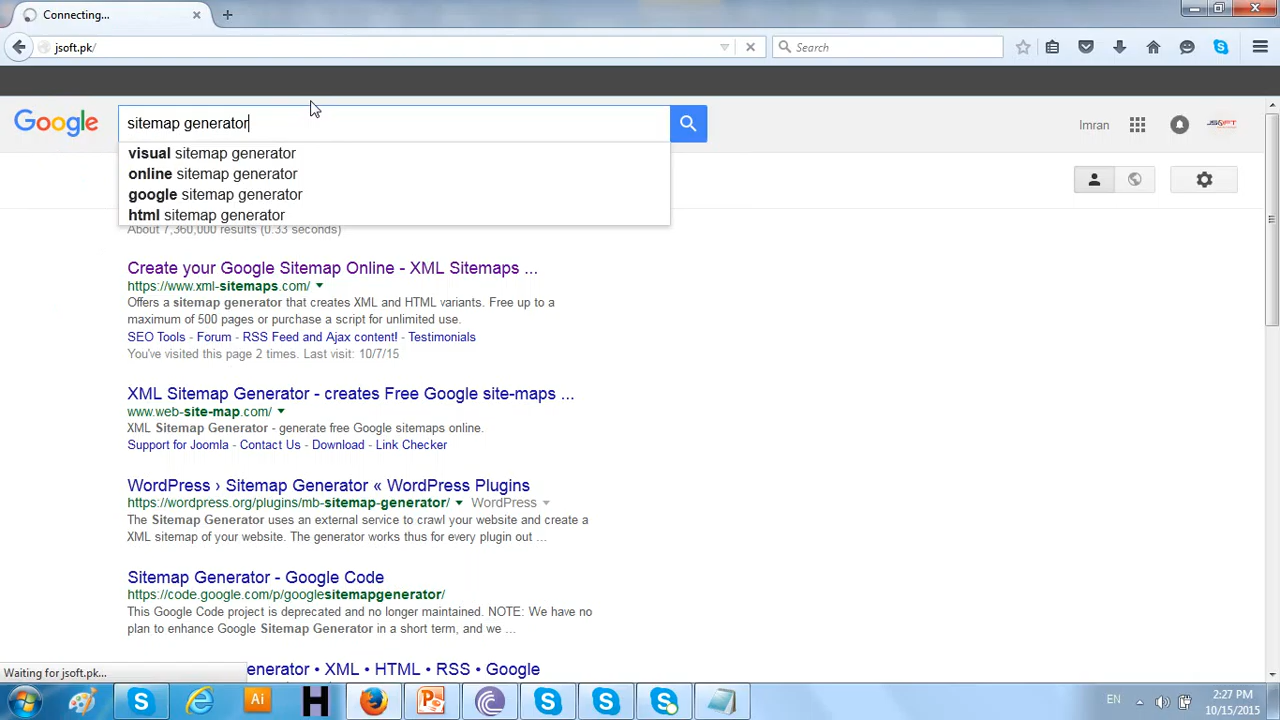 Connecting...
jsoft.pk/
Search
Google
sitemap generator
Imran
JSOFT
visual sitemap generator
online sitemap generator
google sitemap generator
html sitemap generator
About 7,360,000 results (0.33 seconds)
Create your Google Sitemap Online - XML Sitemaps ...
https://www.xml-sitemaps.com/
Offers a sitemap generator that creates XML and HTML variants. Free up to a
maximum of 500 pages or purchase a script for unlimited use.
SEO Tools - Forum - RSS Feed and Ajax content! - Testimonials
You've visited this page 2 times. Last visit: 10/7/15
XML Sitemap Generator - creates Free Google site-maps ...
www.web-site-map.com/
XML Sitemap Generator - generate free Google sitemaps online.
Support for Joomla - Contact Us - Download - Link Checker
WordPress › Sitemap Generator « WordPress Plugins
https://wordpress.org/plugins/mb-sitemap-generator/ WordPress
The Sitemap Generator uses an external service to crawl your website and create a
XML sitemap of your website. The generator works thus for every plugin out ...
Sitemap Generator - Google Code
https://code.google.com/p/googlesitemapgenerator/
This Google Code project is deprecated and no longer maintained. NOTE: We have no
plan to enhance Google Sitemap Generator in a short term, and we ...
enerator • XML • HTML • RSS • Google
Waiting for jsoft.pk...
Ai
EN
2:27 PM
10/15/2015